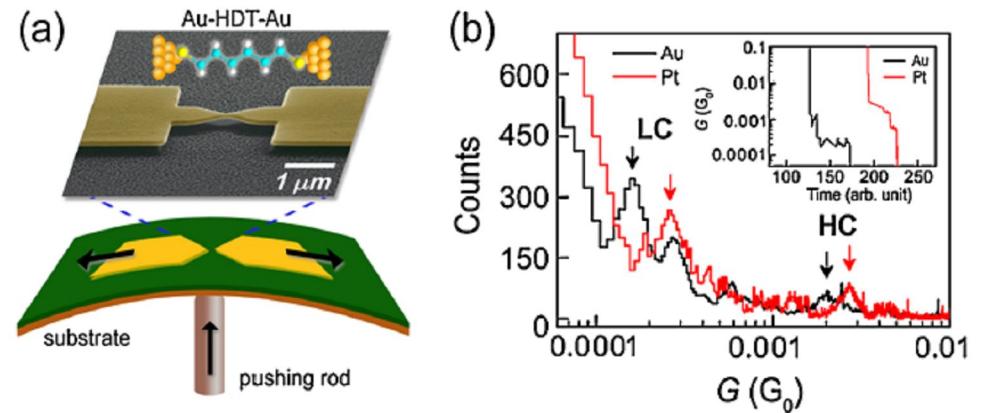 (a)
Au-HDT-Au
1 μm
substrate
pushing rod
(b)
600
450
300
150
0
Counts
0.0001
0.001
0.01
G (G₀)
Au
Pt
LC
HC
0.1
0.01
0.001
0.0001
G (G₀)
Au
Pt
80
100
150
200
250
Time (arb. unit)